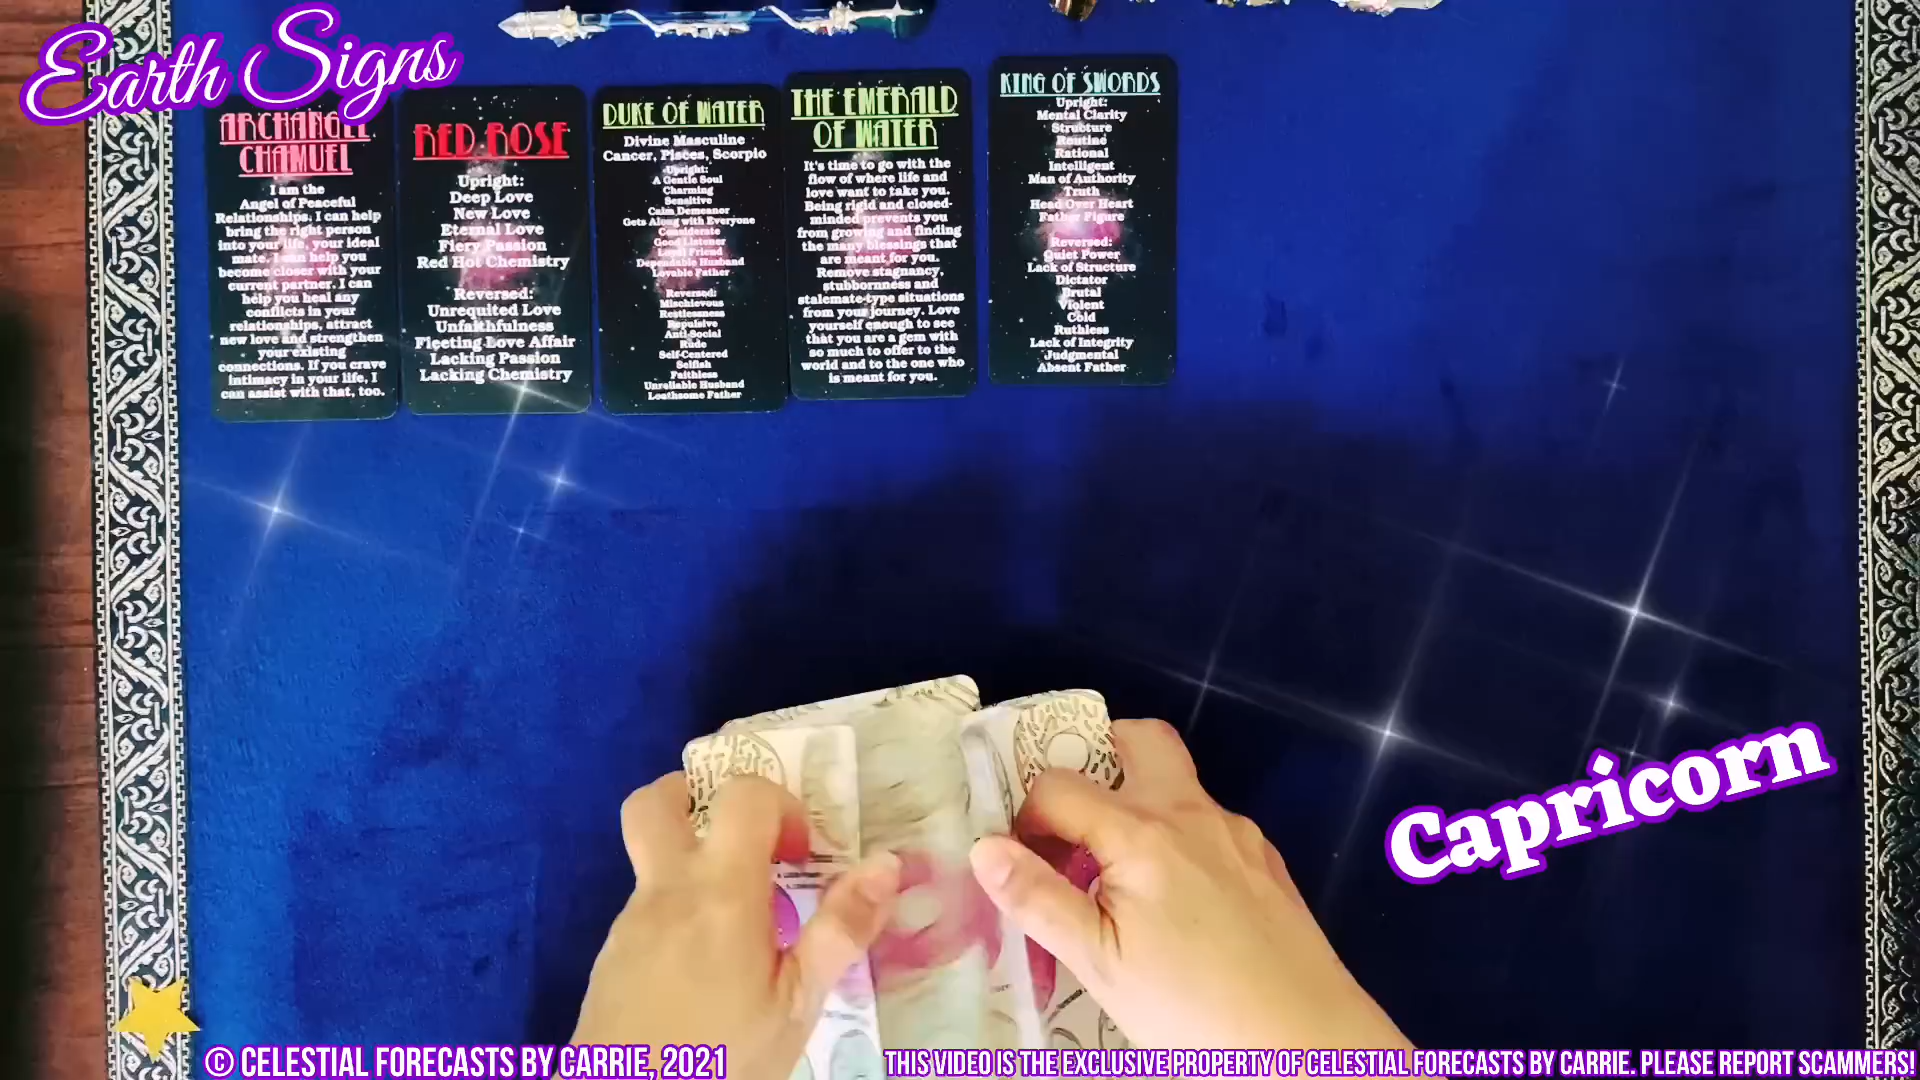 Earth Signs
ARCHANGEL
CHAMUEL
I am the
Angel of Peaceful
Relationships. I can help
bring the right person
into your life, your ideal
mate. I can help you
become closer with your
current partner. I can
help you heal any
conflicts in your
relationships, attract
new love and strengthen
your existing
connections. If you crave
intimacy in your life, I
can assist with that, too.
RED ROSE
Upright:
Deep Love
New Love
Eternal Love
Fiery Passion
Red Hot Chemistry
Reversed:
Unrequited Love
Unfaithfulness
Fleeting Love Affair
Lacking Passion
Lacking Chemistry
DUKE OF WATER
Divine Masculine
Cancer, Pisces, Scorpio
Upright:
A Gentle Soul
Charming
Sensitive
Calm Demeanor
Gets Along with Everyone
Considerate
Good Listener
Loyal Friend
Dependable Husband
Lovable Father
Reversed:
Mischievous
Restlessness
Repulsive
Anti-Social
Rude
Self-Centered
Selfish
Faithless
Unreliable Husband
Loathsome Father
THE EMERALD
OF WATER
It's time to go with the
flow of where life and
love want to take you.
Being rigid and closed-
minded prevents you
from growing and finding
the many blessings that
are meant for you.
Remove stagnancy,
stubbornness and
stalemate-type situations
from your journey. Love
yourself enough to see
that you are a gem with
so much to offer to the
world and to the one who
is meant for you.
KING OF SWORDS
Upright:
Mental Clarity
Structure
Routine
Rational
Intelligent
Man of Authority
Truth
Head Over Heart
Father Figure
Reversed:
Quiet Power
Lack of Structure
Dictator
Brutal
Violent
Cold
Ruthless
Lack of Integrity
Judgmental
Absent Father
Capricorn
© CELESTIAL FORECASTS BY CARRIE, 2021
THIS VIDEO IS THE EXCLUSIVE PROPERTY OF CELESTIAL FORECASTS BY CARRIE. PLEASE REPORT SCAMMERS!